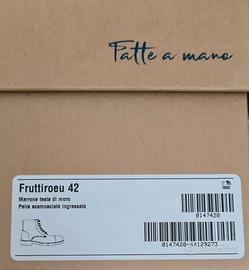 Fatte a mano
Fruttiroeu 42
Marrone testa di moro
Pelle scamosciata ingrassata
0147420
0147420-44129273